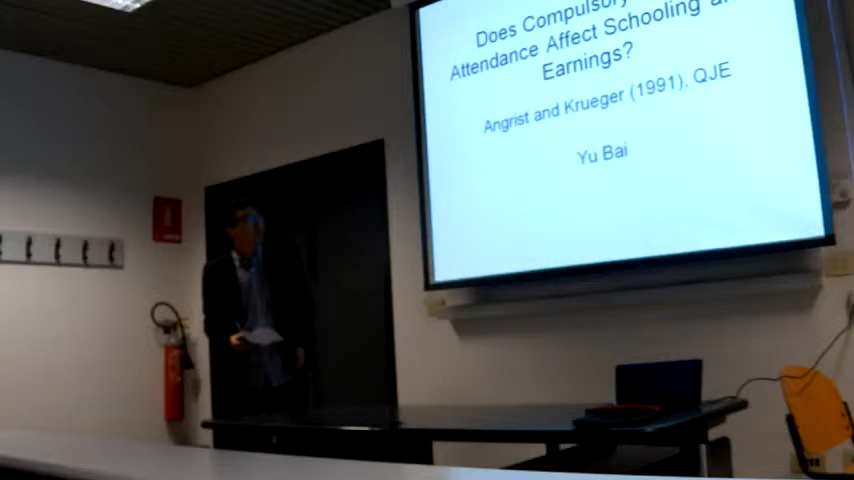 Does Compulsory
Attendance Affect Schooling
Earnings?
Angrist and Krueger (1991), QJE
Yu Bai